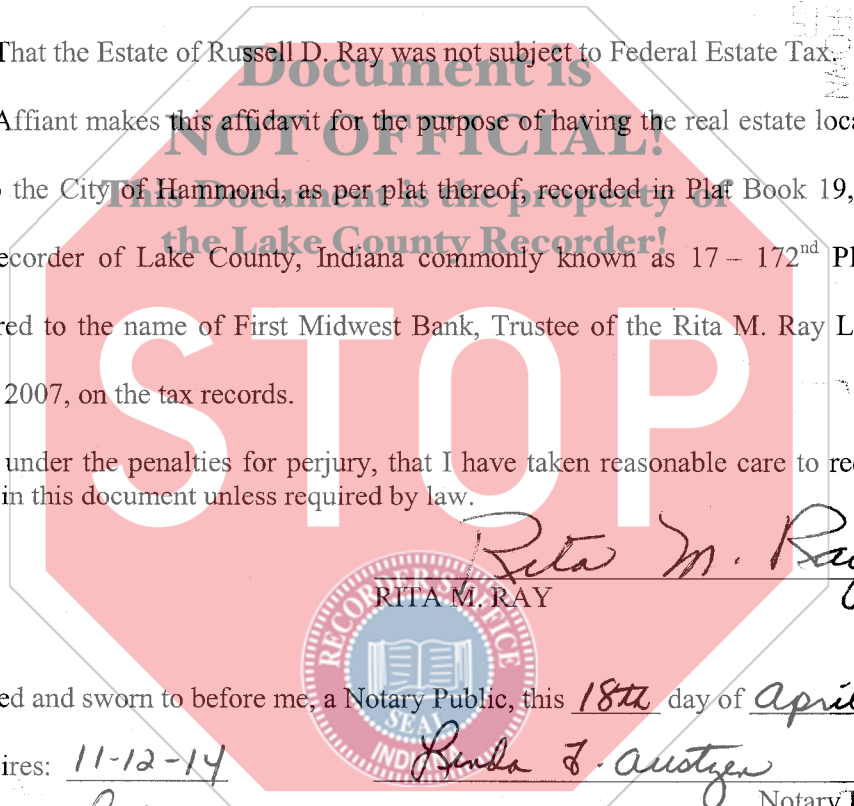 That the Estate of Russell D. Ray was not subject to Federal Estate Tax.
Document is
Affiant makes this affidavit for the purpose of having the real estate loca
NOT OFFICIAL!
the City of Hammond, as per plat thereof, recorded in Plat Book 19,
This Document is the property of
the Lake County Recorder!
ecorder of Lake County, Indiana commonly known as 17 – 172nd Pl
red to the name of First Midwest Bank, Trustee of the Rita M. Ray L
2007, on the tax records.
STOP
under the penalties for perjury, that I have taken reasonable care to re
in this document unless required by law.
Rita M. Ray
RITA M. RAY
RECORDER'S OFFICE
ed and sworn to before me, a Notary Public, this 18th day of April
SEAL
INDIANA
ires: 11-12-14
Linda F. Austgen
Notary